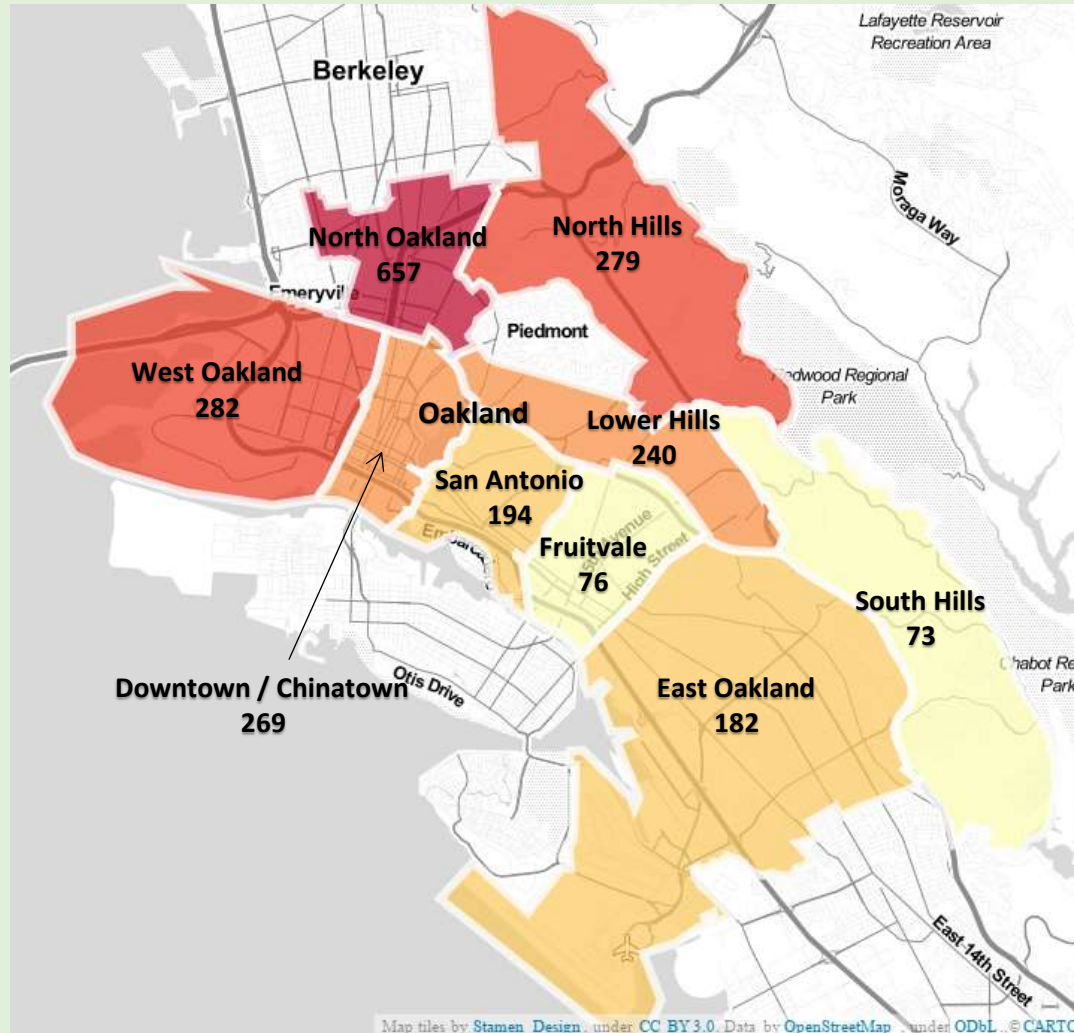 Lafayette Reservoir
Recreation Area
Berkeley
Moraga Way
North Oakland
657
North Hills
279
Emeryville
Piedmont
Redwood Regional
Park
West Oakland
282
Oakland
Lower Hills
240
San Antonio
194
Avenue
High Street
Fruitvale
76
South Hills
73
Downtown / Chinatown
269
Otis Drive
East Oakland
182
Park
East 14th Street
Map tiles by Stamen Design, under CC BY 3.0. Data by OpenStreetMap, under ODbL. © CARTO